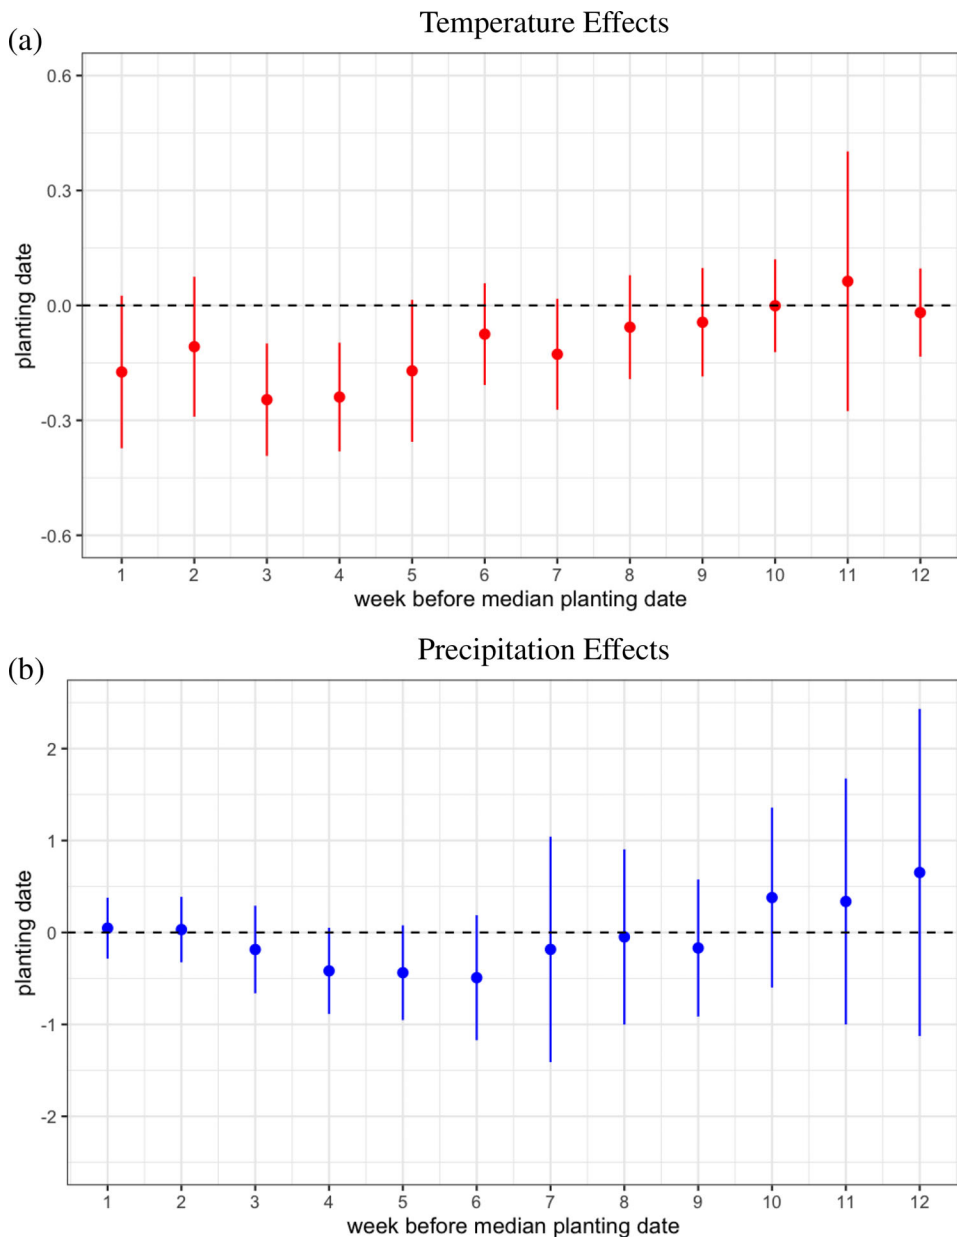 Temperature Effects
(a)
0.6
0.3
0.0
-0.3
-0.6
planting date
1 2 3 4 5 6 7 8 9 10 11 12
week before median planting date
Precipitation Effects
(b)
2
1
0
-1
-2
planting date
1 2 3 4 5 6 7 8 9 10 11 12
week before median planting date